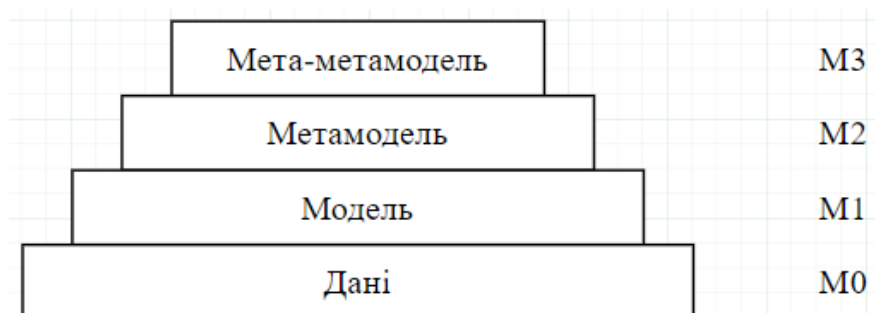 Мета-метамодель M3
Метамодель M2
Модель M1
Дані M0